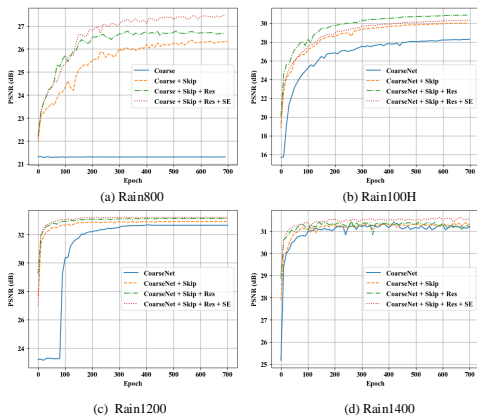 PSNR (dB)
27
26
25
24
23
22
21
0
100
200
300
400
500
600
700
Epoch
Coarse
Coarse + Skip
Coarse + Skip + Res
Coarse + Skip + Res + SE
(a) Rain800
PSNR (dB)
30
28
26
24
22
20
18
16
0
100
200
300
400
500
600
700
Epoch
CoarseNet
CoarseNet + Skip
CoarseNet + Skip + Res
CoarseNet + Skip + Res + SE
(b) Rain100H
PSNR (dB)
32
30
28
26
24
0
100
200
300
400
500
600
700
Epoch
CoarseNet
CoarseNet + Skip
CoarseNet + Skip + Res
CoarseNet + Skip + Res + SE
(c) Rain1200
PSNR (dB)
31
30
29
28
27
26
25
0
100
200
300
400
500
600
700
Epoch
CoarseNet
CoarseNet + Skip
CoarseNet + Skip + Res
CoarseNet + Skip + Res + SE
(d) Rain1400